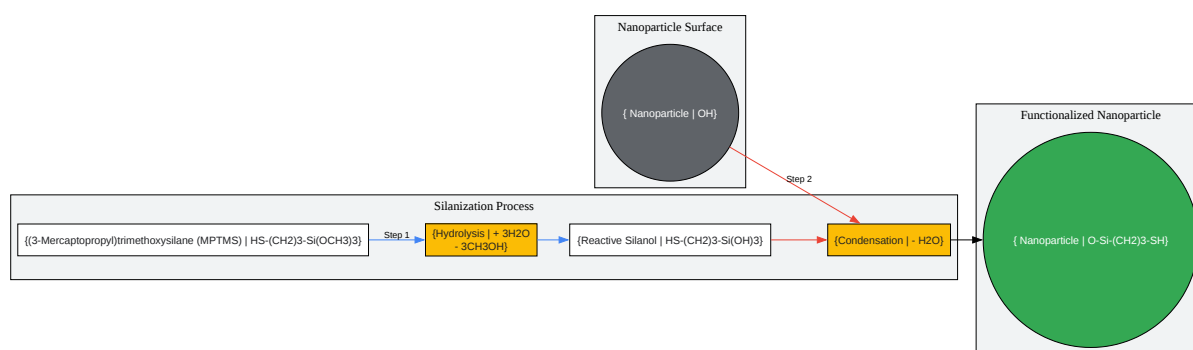 Nanoparticle Surface
{ Nanoparticle | OH}
Functionalized Nanoparticle
{ Nanoparticle | O-Si-(CH2)3-SH}
Step 2
Silanization Process
{(3-Mercaptopropyl)trimethoxysilane (MPTMS) | HS-(CH2)3-Si(OCH3)3}
Step 1
{Hydrolysis | + 3H2O
- 3CH3OH}
{Reactive Silanol | HS-(CH2)3-Si(OH)3}
{Condensation | - H2O}